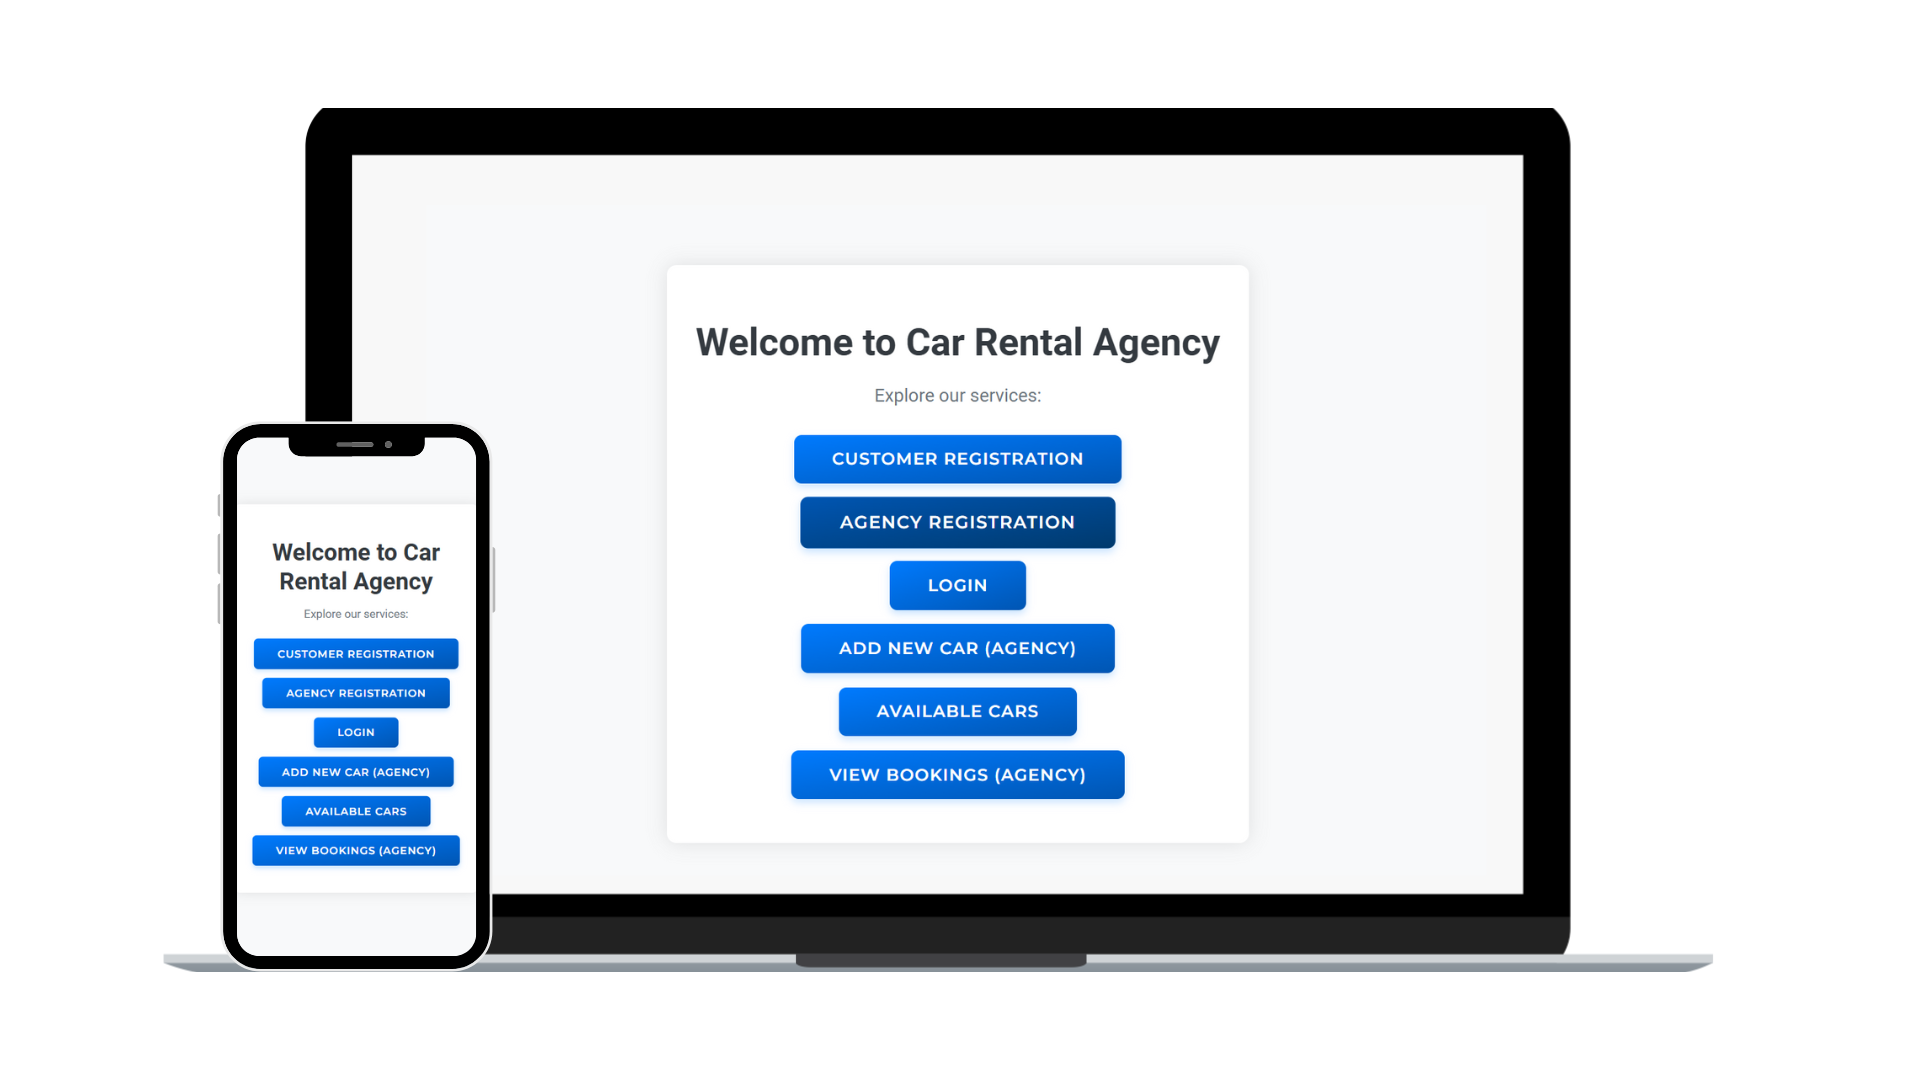 Welcome to Car Rental Agency
Explore our services:
CUSTOMER REGISTRATION
AGENCY REGISTRATION
LOGIN
ADD NEW CAR (AGENCY)
AVAILABLE CARS
VIEW BOOKINGS (AGENCY)
Welcome to Car
Rental Agency
Explore our services:
CUSTOMER REGISTRATION
AGENCY REGISTRATION
LOGIN
ADD NEW CAR (AGENCY)
AVAILABLE CARS
VIEW BOOKINGS (AGENCY)